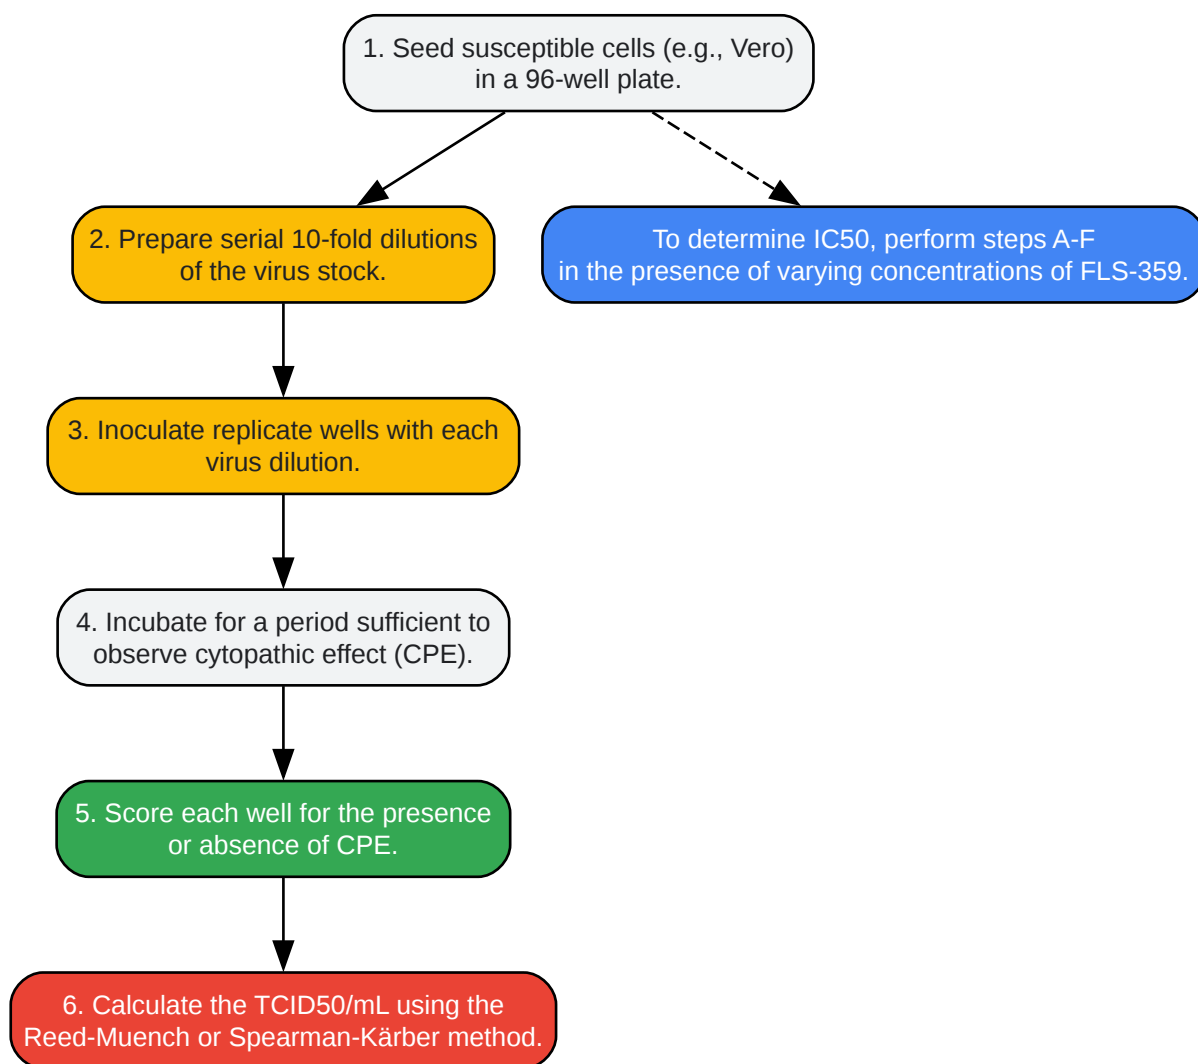 1. Seed susceptible cells (e.g., Vero)
in a 96-well plate.
2. Prepare serial 10-fold dilutions
of the virus stock.
To determine IC50, perform steps A-F
in the presence of varying concentrations of FLS-359.
3. Inoculate replicate wells with each
virus dilution.
4. Incubate for a period sufficient to
observe cytopathic effect (CPE).
5. Score each well for the presence
or absence of CPE.
6. Calculate the TCID50/mL using the
Reed-Muench or Spearman-Kärber method.